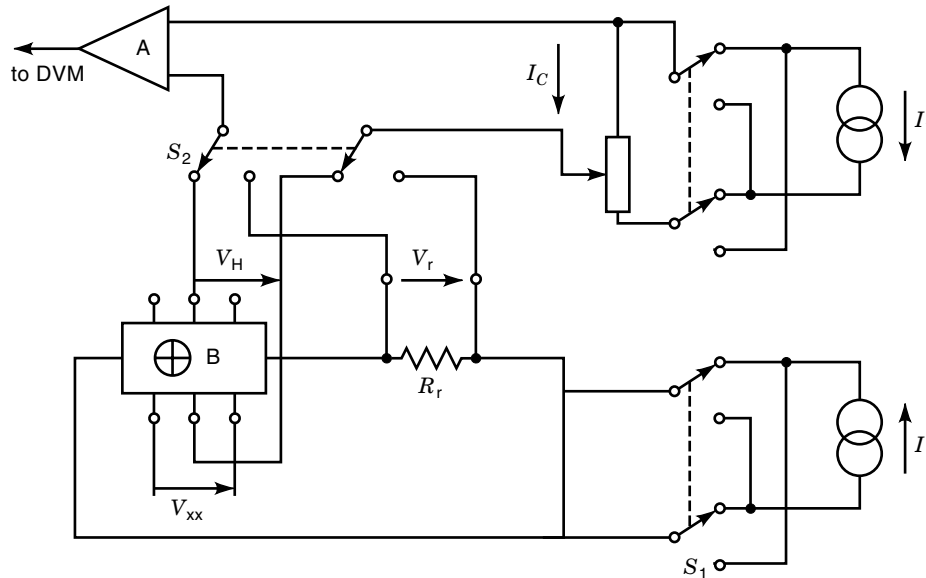 A
to DVM
I_C
I
S_2
V_H
V_r
B
R_r
I
V_xx
S_1